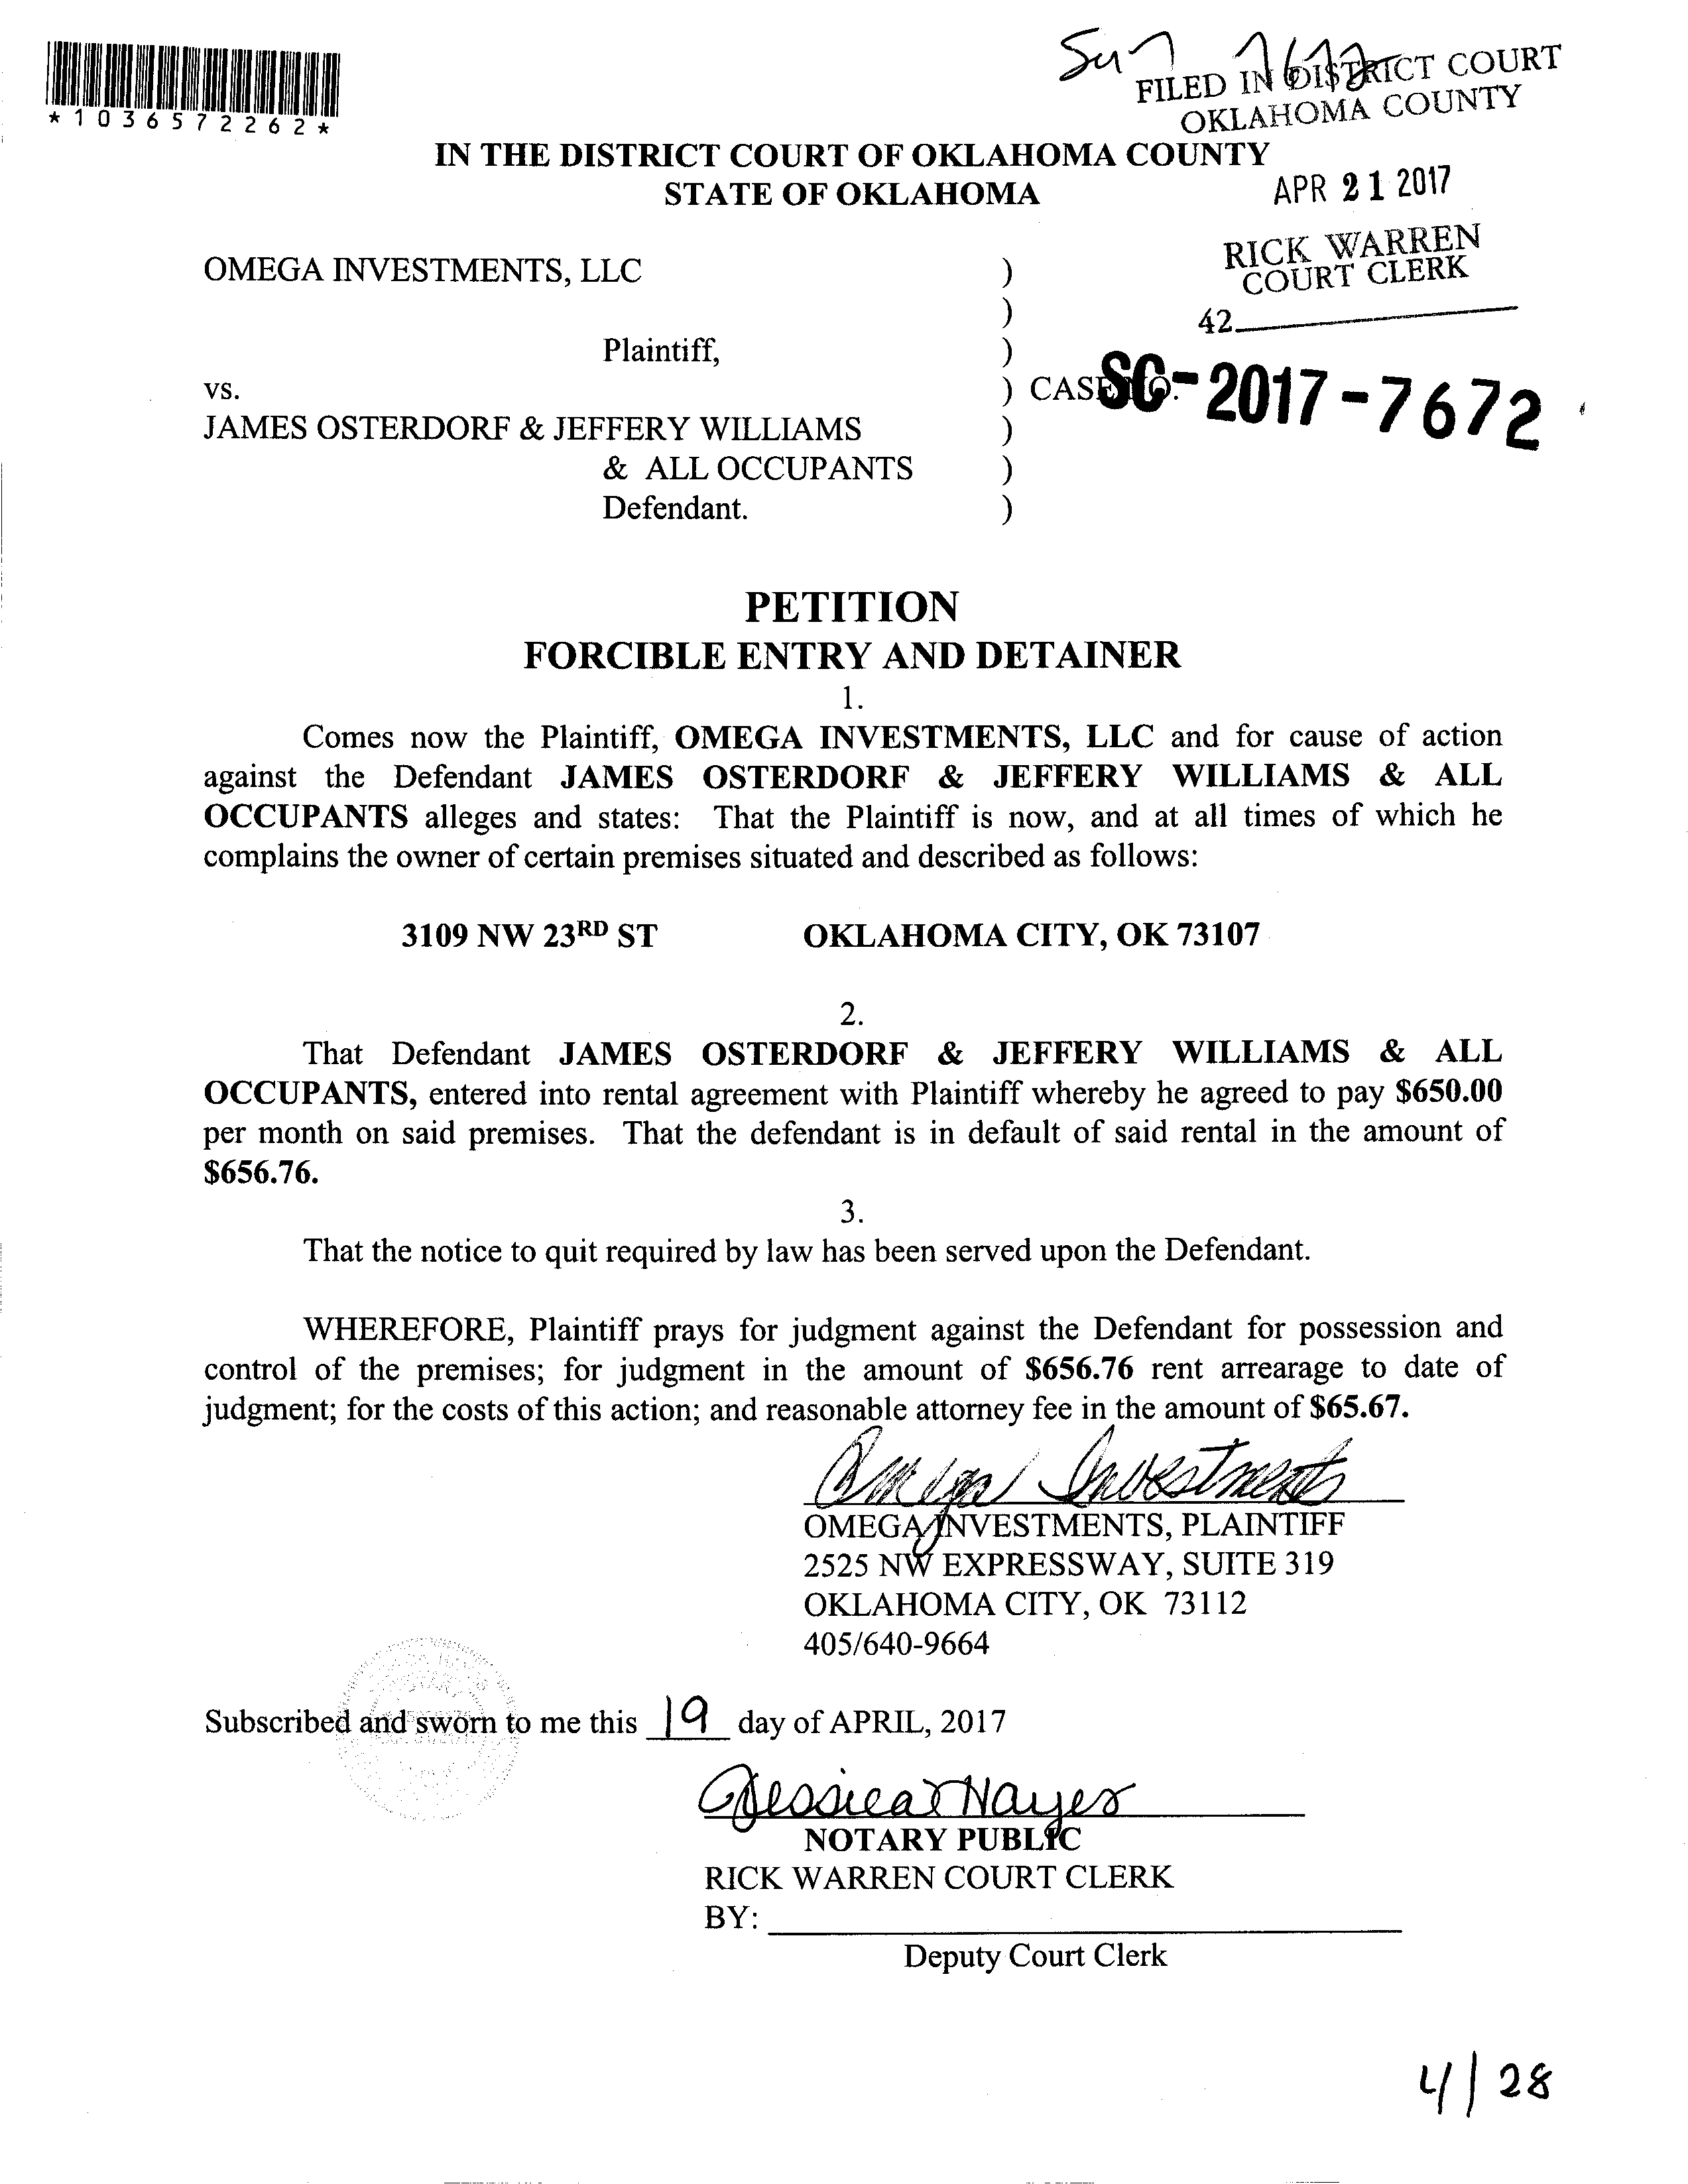 *1036572262*
FILED IN DISTRICT COURT
OKLAHOMA COUNTY
IN THE DISTRICT COURT OF OKLAHOMA COUNTY
STATE OF OKLAHOMA
APR 21 2017
RICK WARREN
COURT CLERK
42
OMEGA INVESTMENTS, LLC )
)
Plaintiff, )
vs. ) CASE NO. SC-2017-7672
JAMES OSTERDORF & JEFFERY WILLIAMS )
& ALL OCCUPANTS )
Defendant. )
PETITION
FORCIBLE ENTRY AND DETAINER
1.
Comes now the Plaintiff, OMEGA INVESTMENTS, LLC and for cause of action
against the Defendant JAMES OSTERDORF & JEFFERY WILLIAMS & ALL
OCCUPANTS alleges and states: That the Plaintiff is now, and at all times of which he
complains the owner of certain premises situated and described as follows:
3109 NW 23RD ST OKLAHOMA CITY, OK 73107
2.
That Defendant JAMES OSTERDORF & JEFFERY WILLIAMS & ALL
OCCUPANTS, entered into rental agreement with Plaintiff whereby he agreed to pay $650.00
per month on said premises. That the defendant is in default of said rental in the amount of
$656.76.
3.
That the notice to quit required by law has been served upon the Defendant.
WHEREFORE, Plaintiff prays for judgment against the Defendant for possession and
control of the premises; for judgment in the amount of $656.76 rent arrearage to date of
judgment; for the costs of this action; and reasonable attorney fee in the amount of $65.67.
Omega Investments
OMEGA INVESTMENTS, PLAINTIFF
2525 NW EXPRESSWAY, SUITE 319
OKLAHOMA CITY, OK 73112
405/640-9664
Subscribed and sworn to me this 19 day of APRIL, 2017
Jessica Hayes
NOTARY PUBLIC
RICK WARREN COURT CLERK
BY:
Deputy Court Clerk
4/28